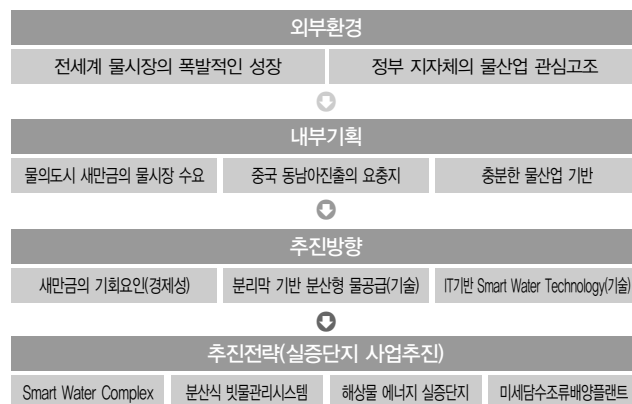 외부환경
전세계 물시장의 폭발적인 성장
정부 지자체의 물산업 관심고조
내부기획
물의도시 새만금의 물시장 수요
중국 동남아진출의 요충지
충분한 물산업 기반
추진방향
새만금의 기회요인(경제성)
분리막 기반 분산형 물공급(기술)
IT기반 Smart Water Technology(기술)
추진전략(실증단지 사업추진)
Smart Water Complex
분산식 빗물관리시스템
해상물 에너지 실증단지
미세담수조류배양플랜트